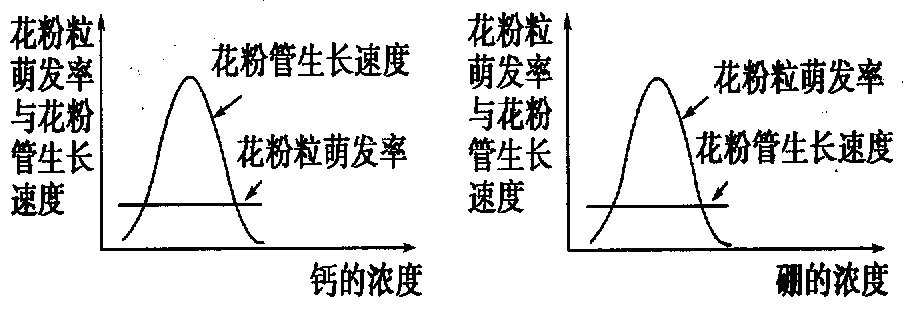 花粉粒
萌发率
与花粉
管生长
速度
花粉管生长速度
花粉粒萌发率
钙的浓度
花粉粒
萌发率
与花粉
管生长
速度
花粉粒萌发率
花粉管生长速度
硼的浓度